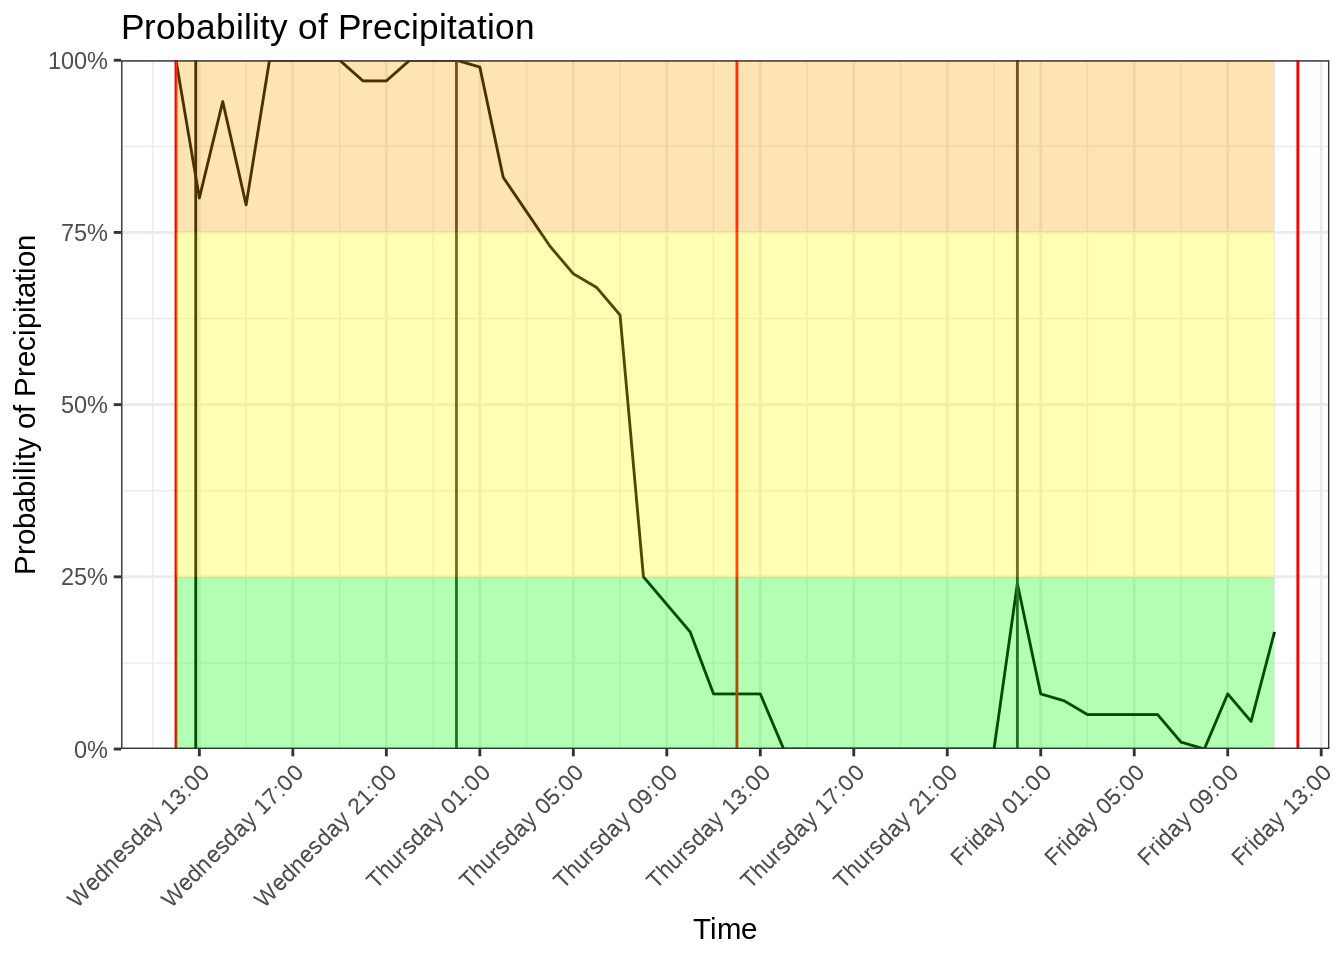 Probability of Precipitation
Probability of Precipitation
100%
75%
50%
25%
0%
Wednesday 13:00
Wednesday 17:00
Wednesday 21:00
Thursday 01:00
Thursday 05:00
Thursday 09:00
Thursday 13:00
Thursday 17:00
Thursday 21:00
Friday 01:00
Friday 05:00
Friday 09:00
Friday 13:00
Time